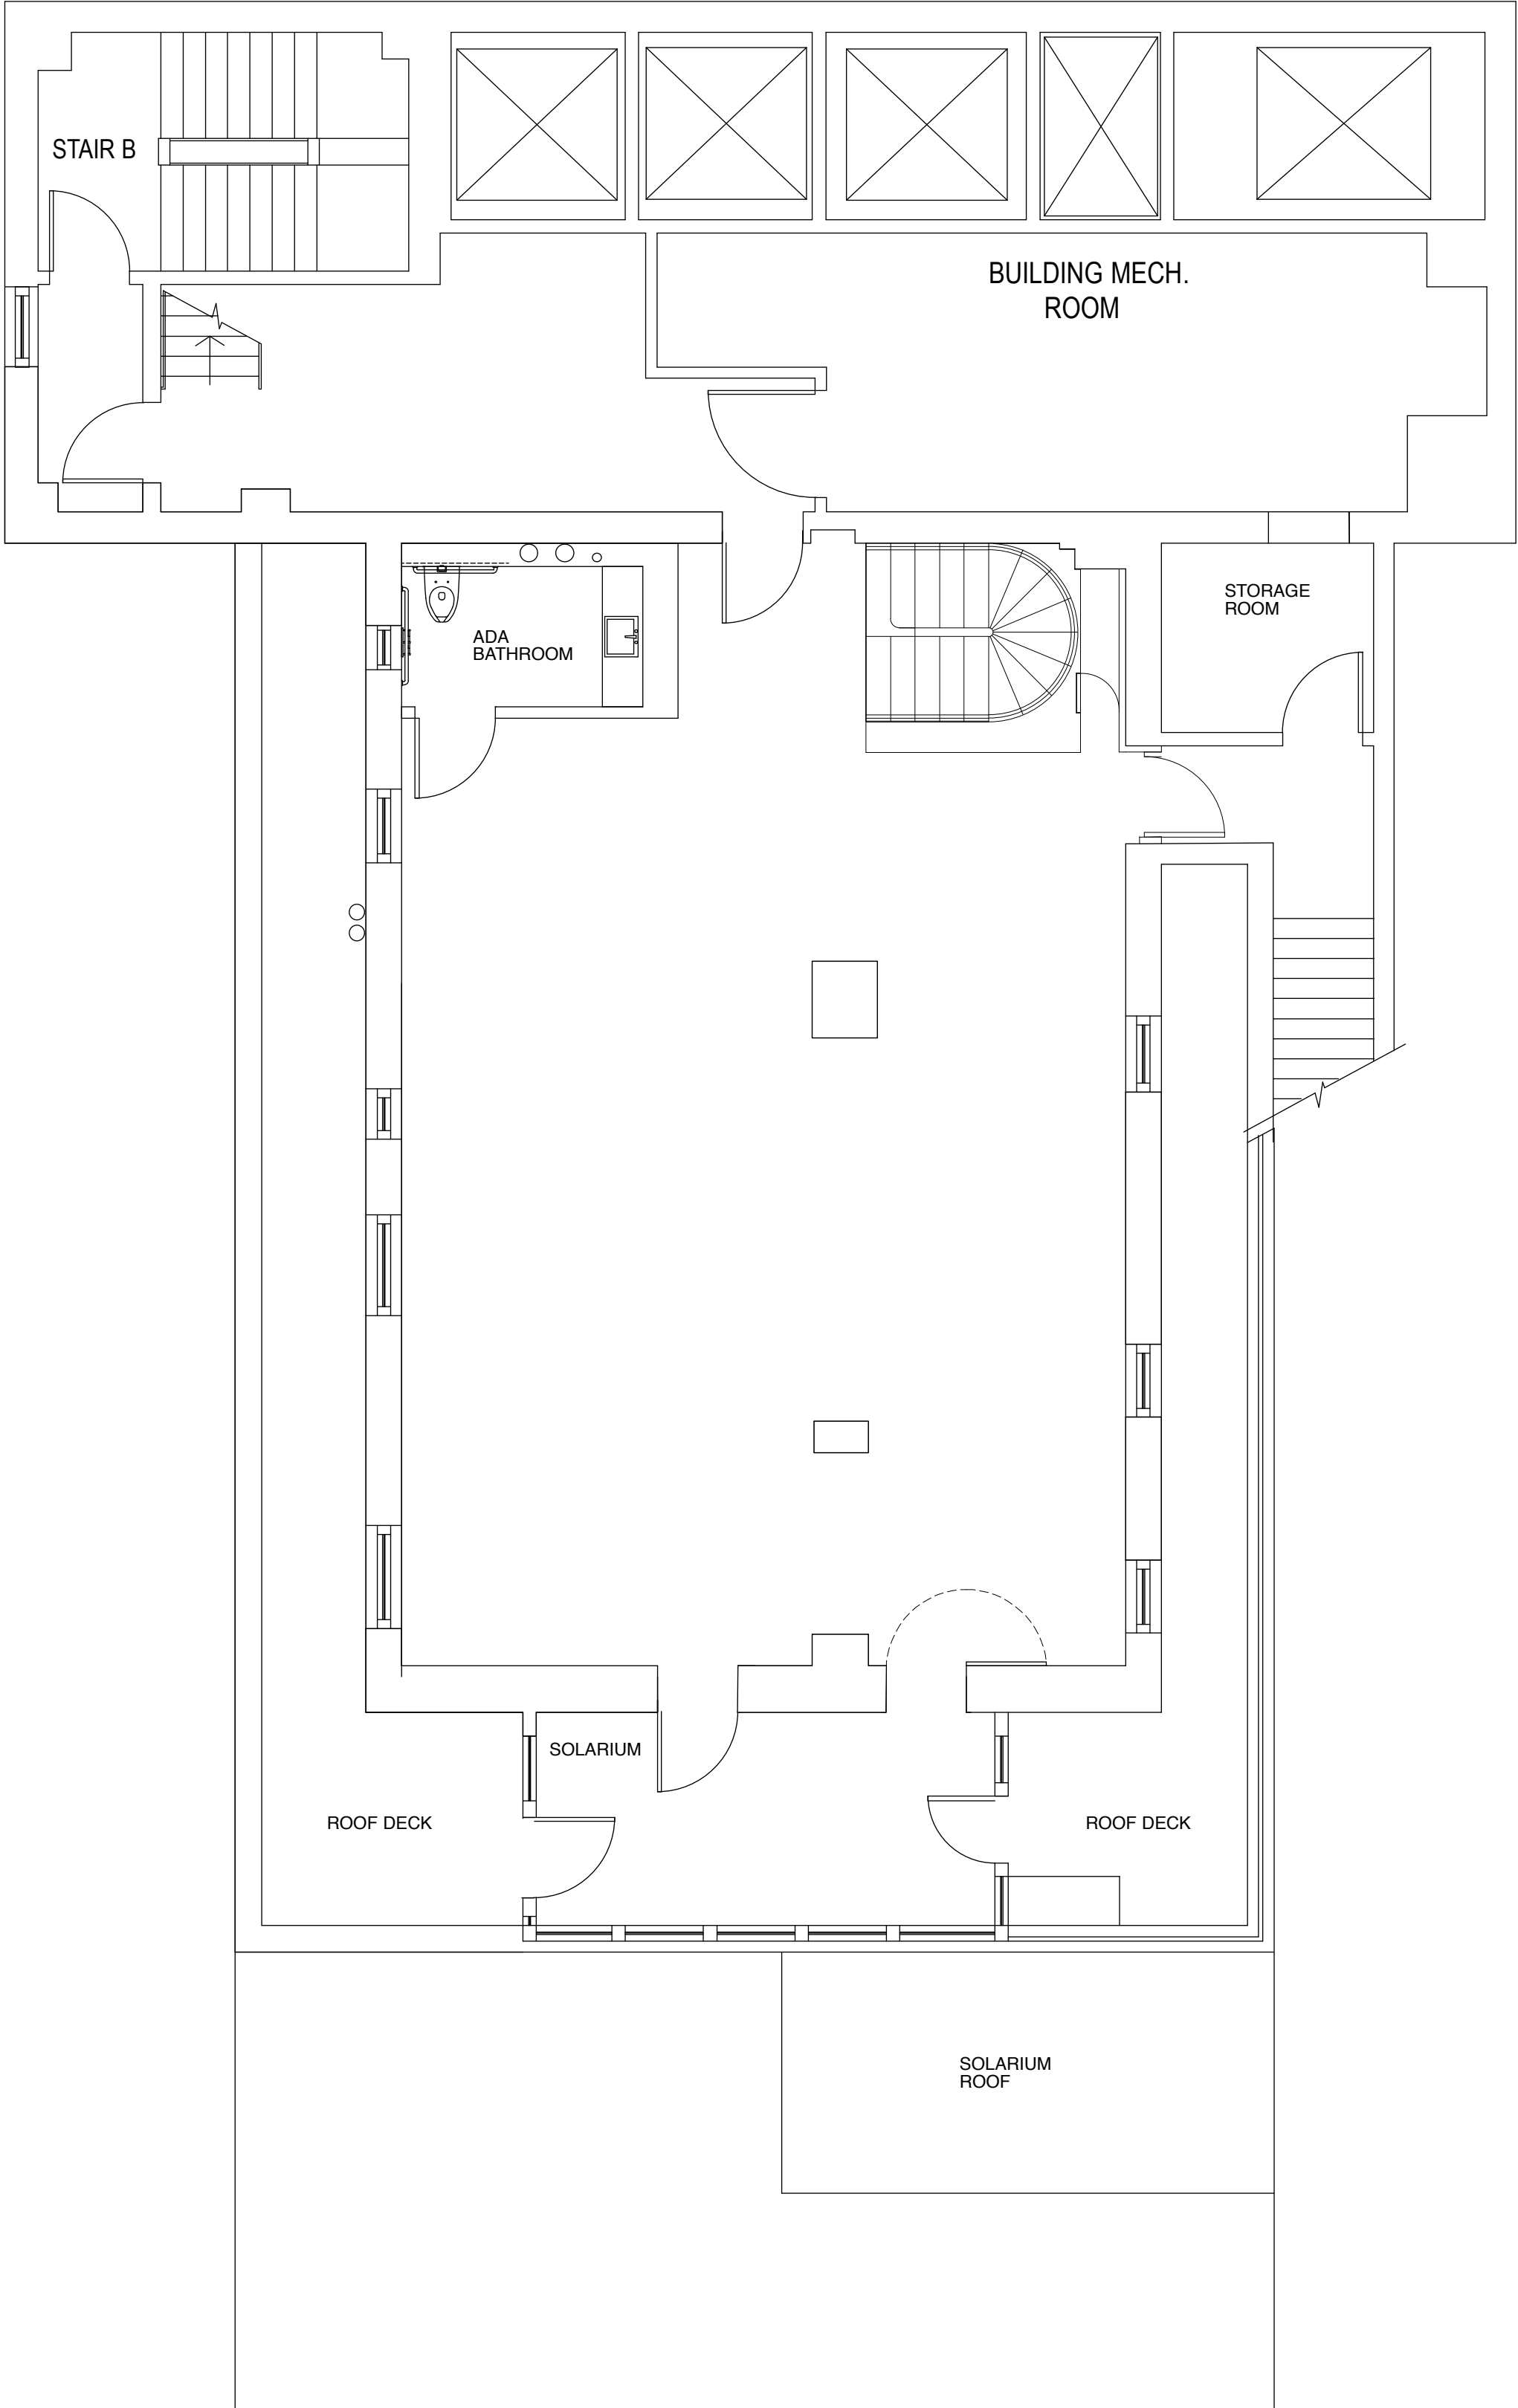 STAIR B
BUILDING MECH.
ROOM
STORAGE
ROOM
ADA
BATHROOM
SOLARIUM
ROOF DECK
ROOF DECK
SOLARIUM
ROOF